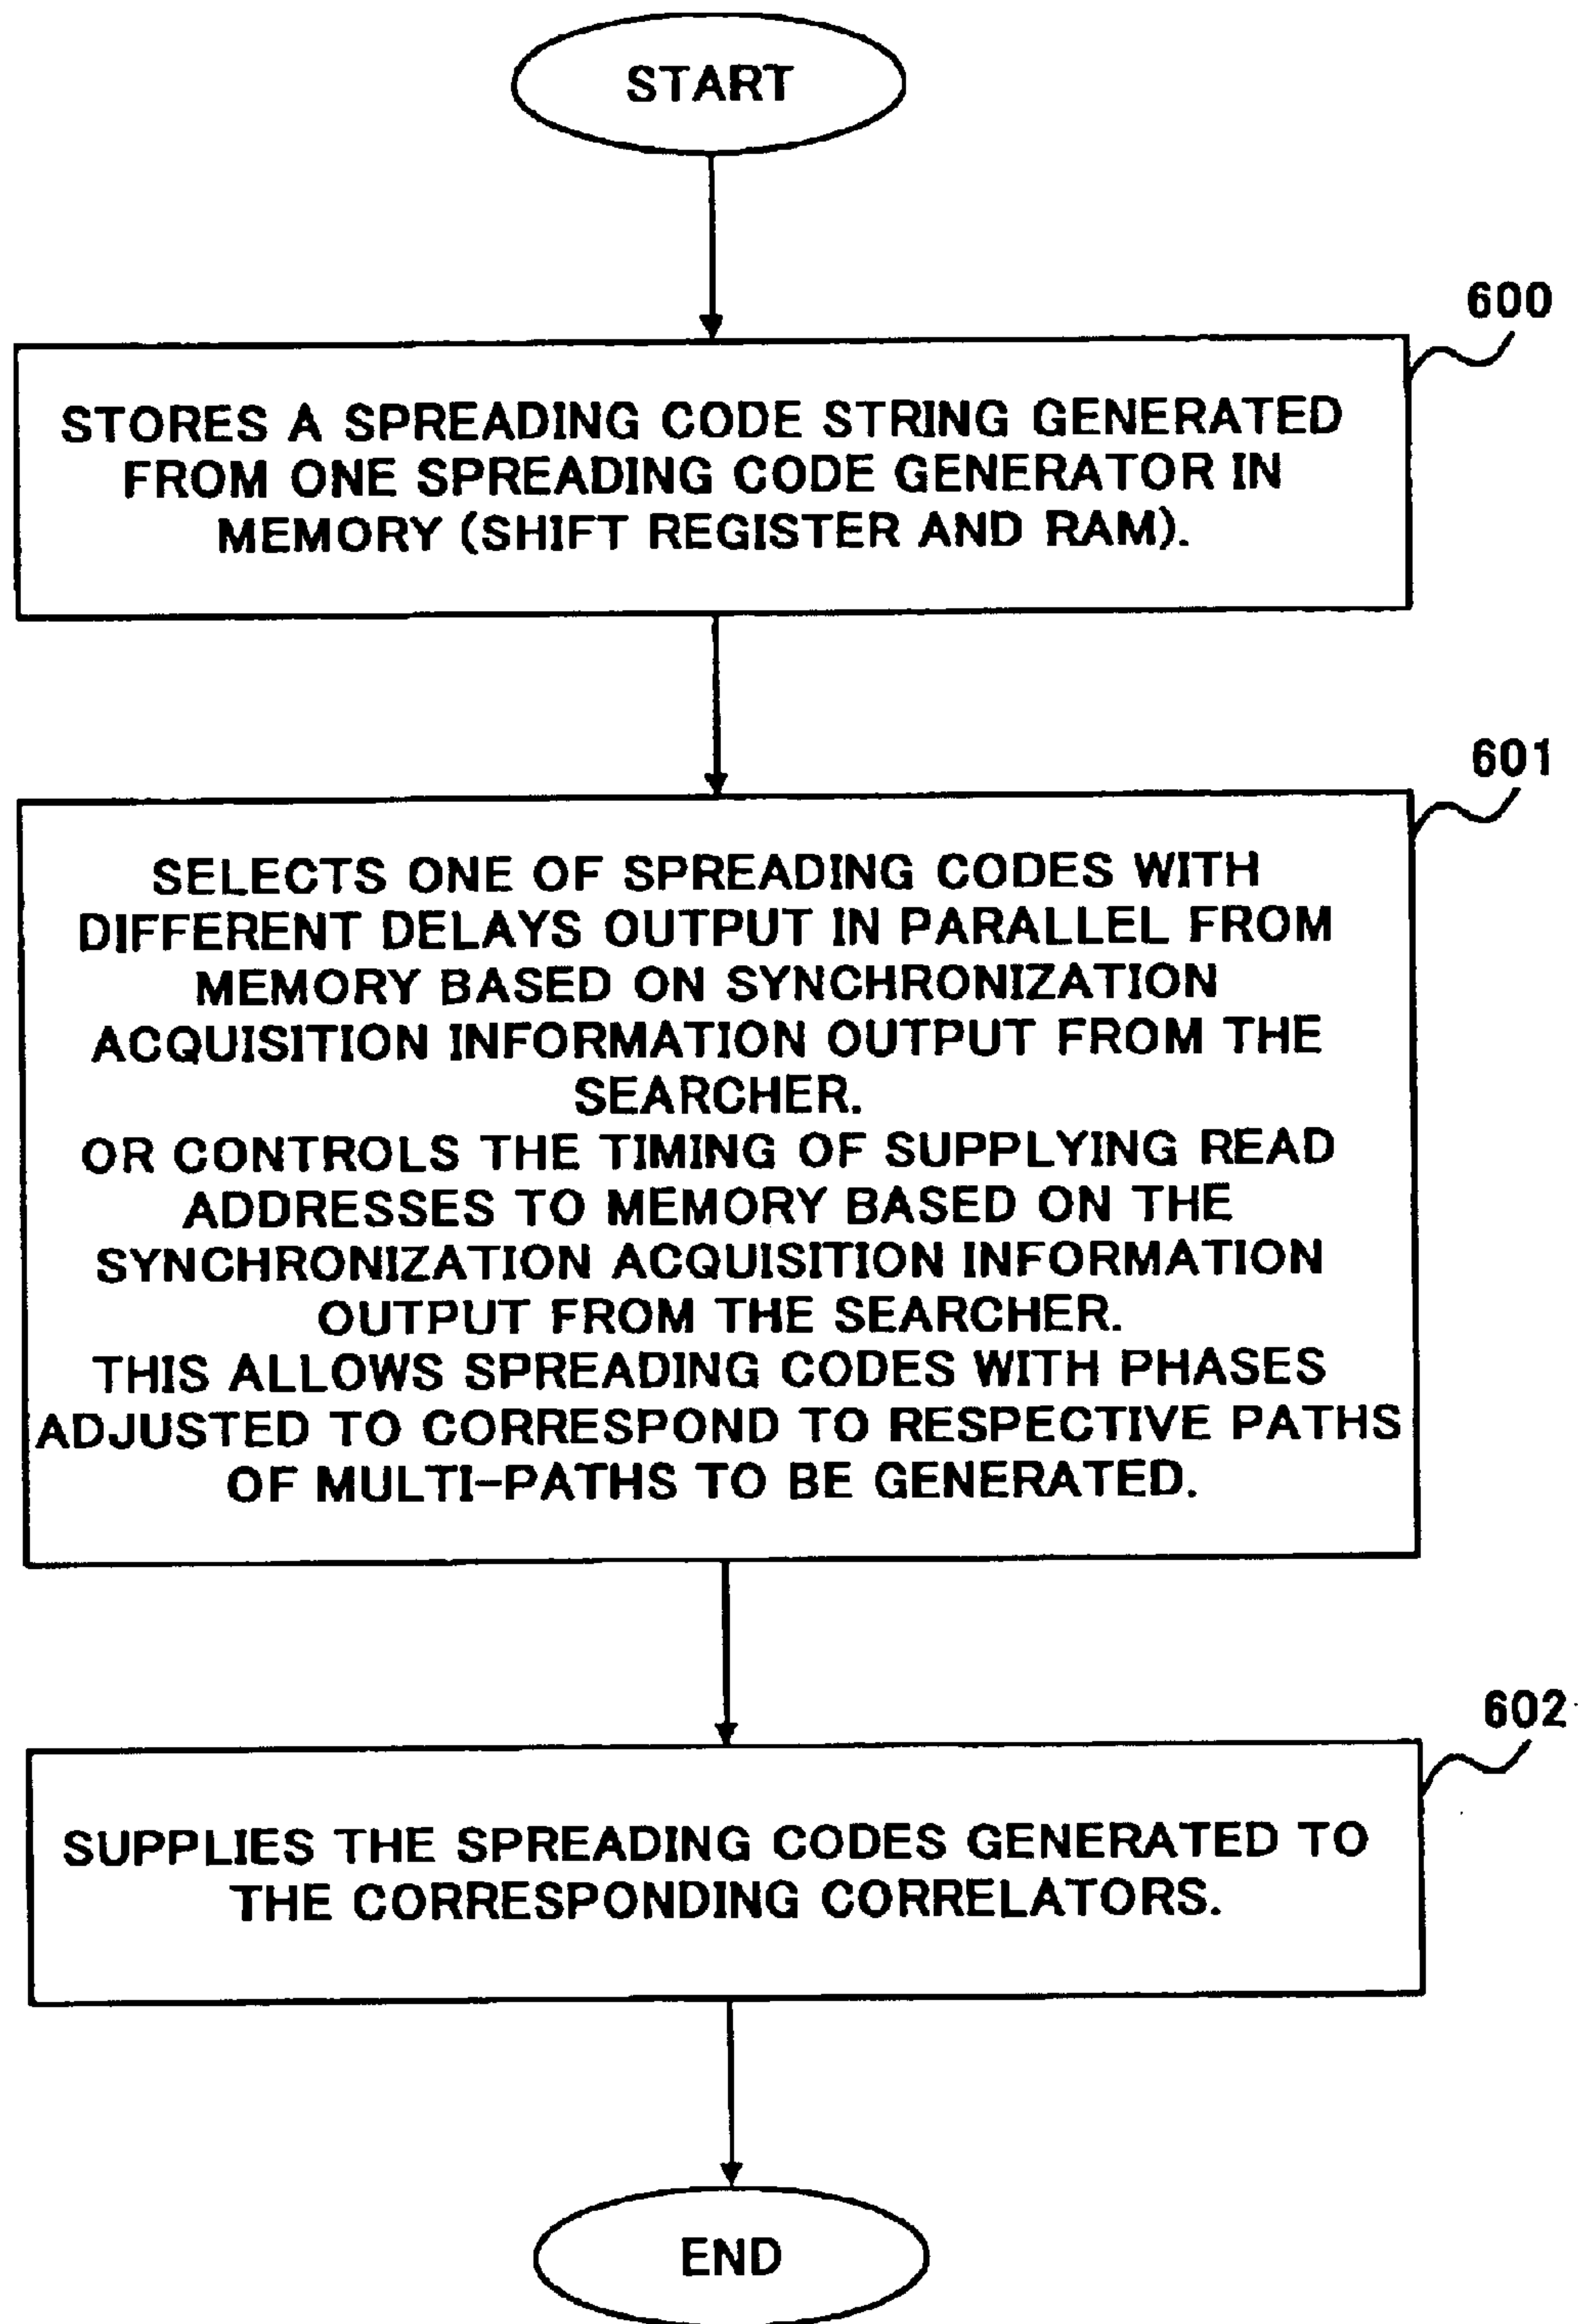 START
600
STORES A SPREADING CODE STRING GENERATED
FROM ONE SPREADING CODE GENERATOR IN
MEMORY (SHIFT REGISTER AND RAM).
601
SELECTS ONE OF SPREADING CODES WITH
DIFFERENT DELAYS OUTPUT IN PARALLEL FROM
MEMORY BASED ON SYNCHRONIZATION
ACQUISITION INFORMATION OUTPUT FROM THE
SEARCHER.
OR CONTROLS THE TIMING OF SUPPLYING READ
ADDRESSES TO MEMORY BASED ON THE
SYNCHRONIZATION ACQUISITION INFORMATION
OUTPUT FROM THE SEARCHER.
THIS ALLOWS SPREADING CODES WITH PHASES
ADJUSTED TO CORRESPOND TO RESPECTIVE PATHS
OF MULTI-PATHS TO BE GENERATED.
602
SUPPLIES THE SPREADING CODES GENERATED TO
THE CORRESPONDING CORRELATORS.
END